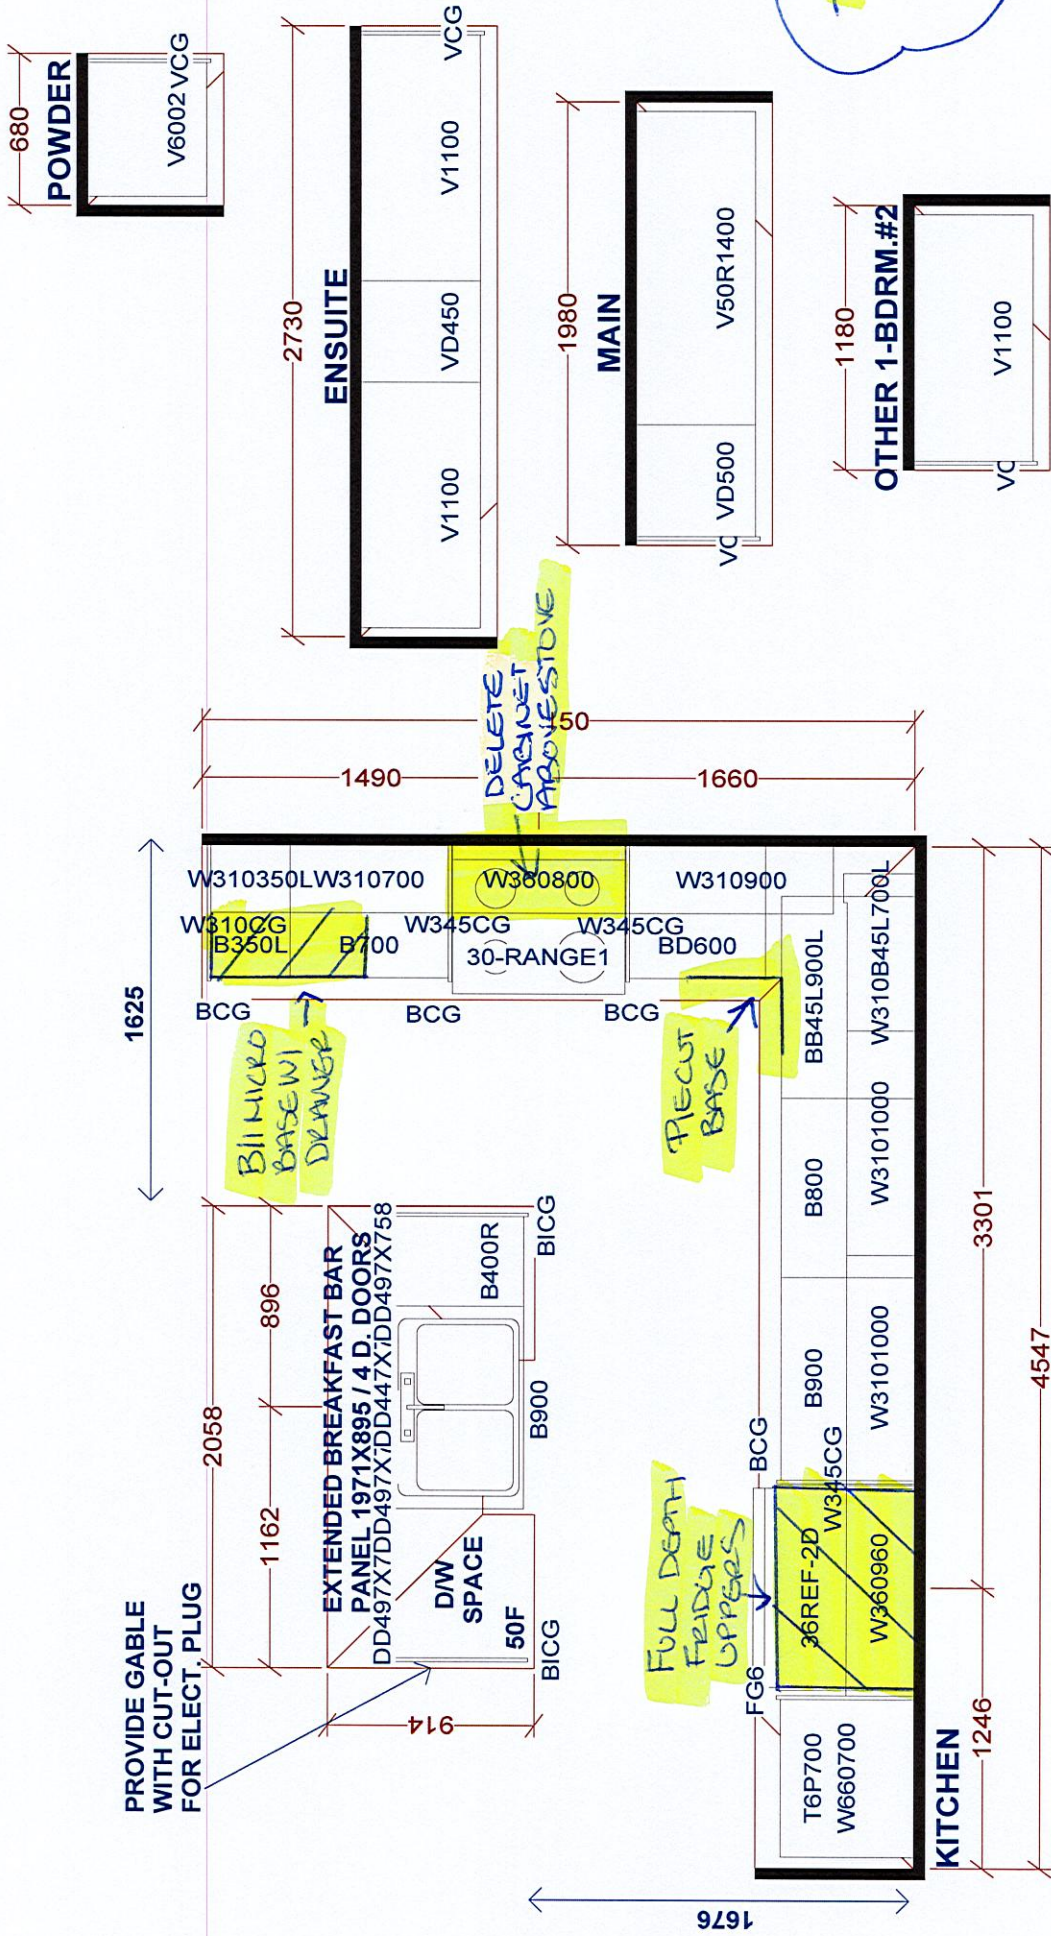 680
POWDER
V6002 VCG
2730
ENSUITE
V1100
VD450
V1100
VCG
1980
MAIN
VD500
V50R1400
1180
OTHER 1-BDRM.#2
V1100
PROVIDE GABLE
WITH CUT-OUT
FOR ELECT. PLUG
2058
1162
896
914
EXTENDED BREAKFAST BAR
PANEL 1971X895 / 4 D. DOORS
D/W
SPACE
50F
B900
B400R
BICG
BICG
1625
1490
1660
W310350L
W310700
W360800
W310900
W310CG
W345CG
W345CG
B350L
B700
30-RANGE1
BD600
BCG
BCG
BCG
DELETE
CABINET
ABOVE STOVE
B/I MICRO
BASE W/
DRAWER
PIECUT
BASE
FULL DEPTH
FRIDGE
UPPERS
FG6
BCG
T6P700
W660700
36REF-2D
W360960
W345CG
B900
B800
BB45L900L
W3101000
W3101000
W310B45L700L
KITCHEN
1246
3301
4547
1676